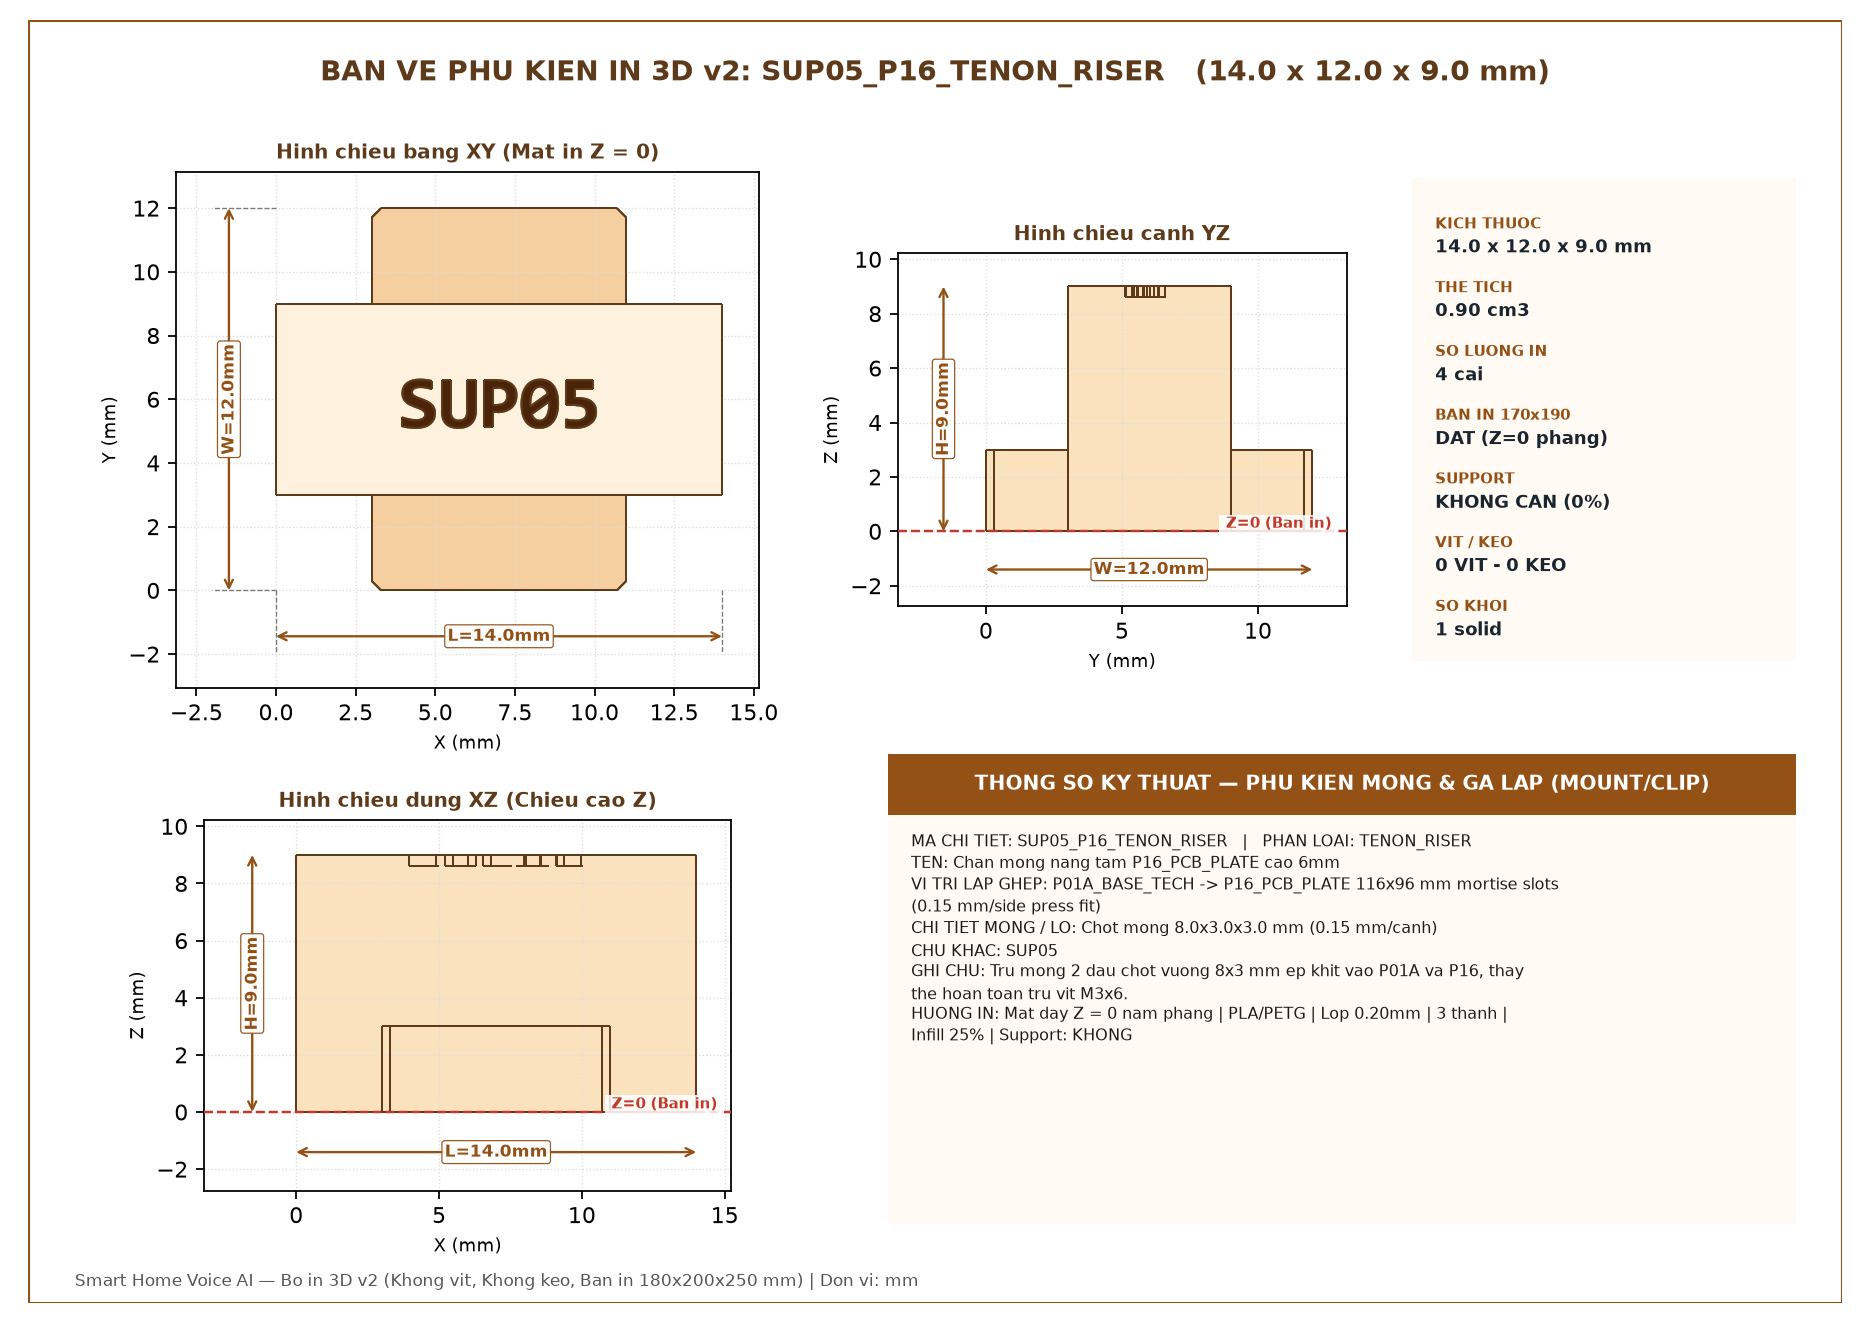 BAN VE PHU KIEN IN 3D v2: SUP05_P16_TENON_RISER (14.0 x 12.0 x 9.0 mm)
Hinh chieu bang XY (Mat in Z = 0)
12
10
8
6
4
2
0
−2
Y (mm)
W=12.0mm
SUP05
L=14.0mm
−2.5 0.0 2.5 5.0 7.5 10.0 12.5 15.0
X (mm)
Hinh chieu canh YZ
10
8
6
4
2
0
−2
Z (mm)
H=9.0mm
Z=0 (Ban in)
W=12.0mm
0 5 10
Y (mm)
KICH THUOC
14.0 x 12.0 x 9.0 mm
THE TICH
0.90 cm3
SO LUONG IN
4 cai
BAN IN 170x190
DAT (Z=0 phang)
SUPPORT
KHONG CAN (0%)
VIT / KEO
0 VIT - 0 KEO
SO KHOI
1 solid
Hinh chieu dung XZ (Chieu cao Z)
10
8
6
4
2
0
−2
Z (mm)
H=9.0mm
Z=0 (Ban in)
L=14.0mm
0 5 10 15
X (mm)
THONG SO KY THUAT — PHU KIEN MONG & GA LAP (MOUNT/CLIP)
MA CHI TIET: SUP05_P16_TENON_RISER | PHAN LOAI: TENON_RISER
TEN: Chan mong nang tam P16_PCB_PLATE cao 6mm
VI TRI LAP GHEP: P01A_BASE_TECH -> P16_PCB_PLATE 116x96 mm mortise slots
(0.15 mm/side press fit)
CHI TIET MONG / LO: Chot mong 8.0x3.0x3.0 mm (0.15 mm/canh)
CHU KHAC: SUP05
GHI CHU: Tru mong 2 dau chot vuong 8x3 mm ep khit vao P01A va P16, thay
the hoan toan tru vit M3x6.
HUONG IN: Mat day Z = 0 nam phang | PLA/PETG | Lop 0.20mm | 3 thanh |
Infill 25% | Support: KHONG
Smart Home Voice AI — Bo in 3D v2 (Khong vit, Khong keo, Ban in 180x200x250 mm) | Don vi: mm